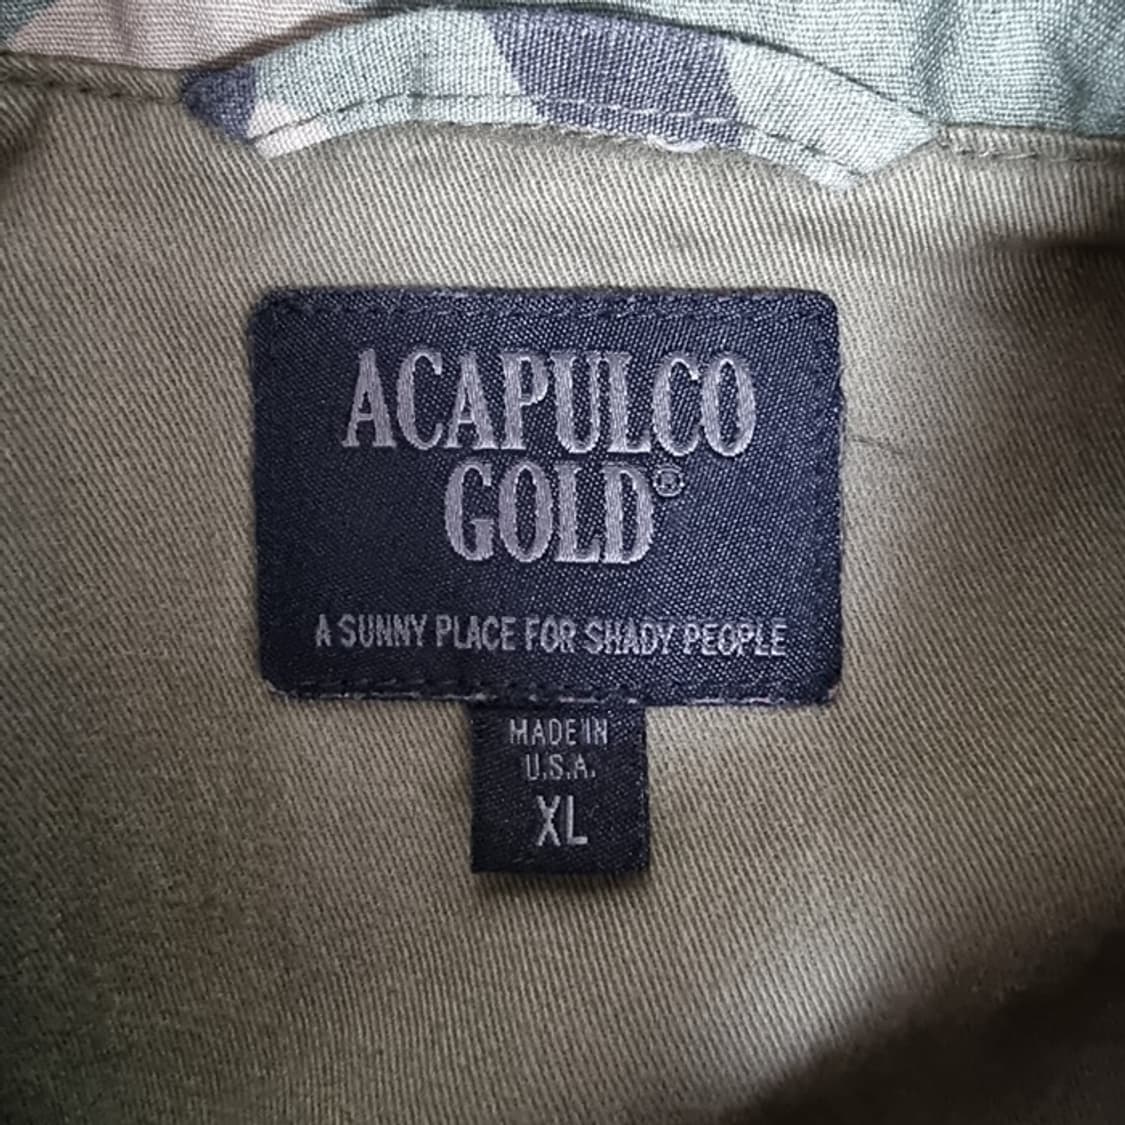 ACAPULCO
GOLD®
A SUNNY PLACE FOR SHADY PEOPLE
MADE IN
U.S.A.
XL